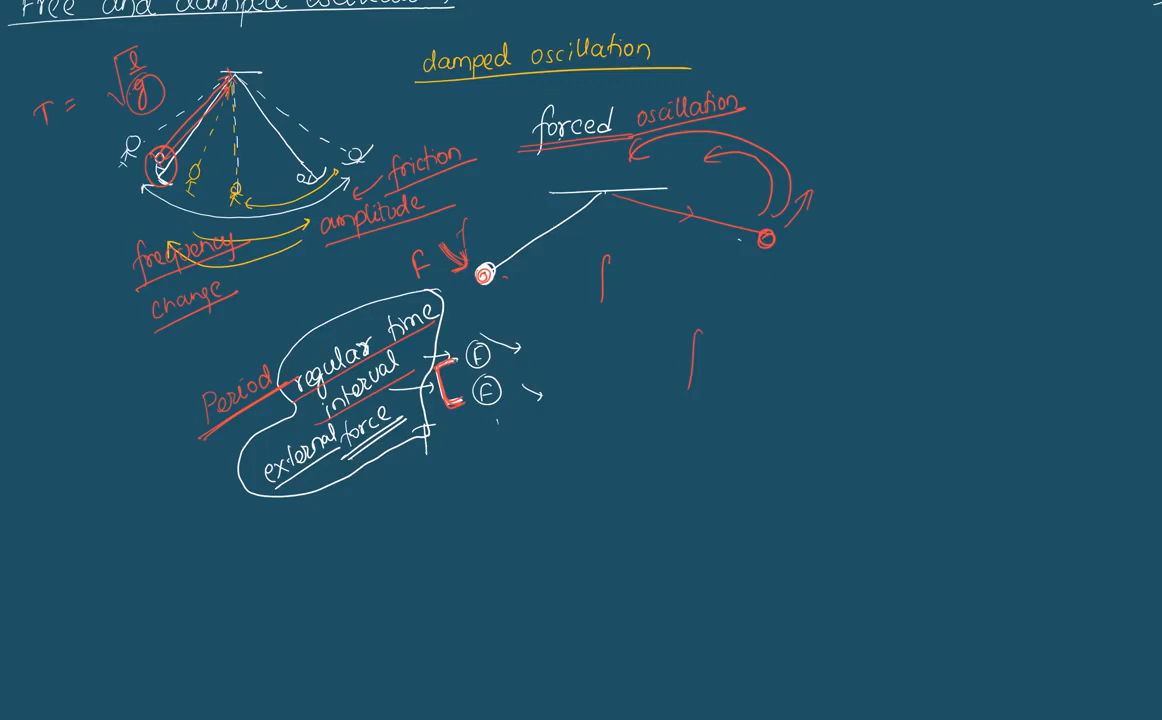 Free and damped oscillation :
damped oscillation
T = √l/g
forced oscillation
friction
amplitude
frequency
change
F
Period
regular time
interval
external force
F
F